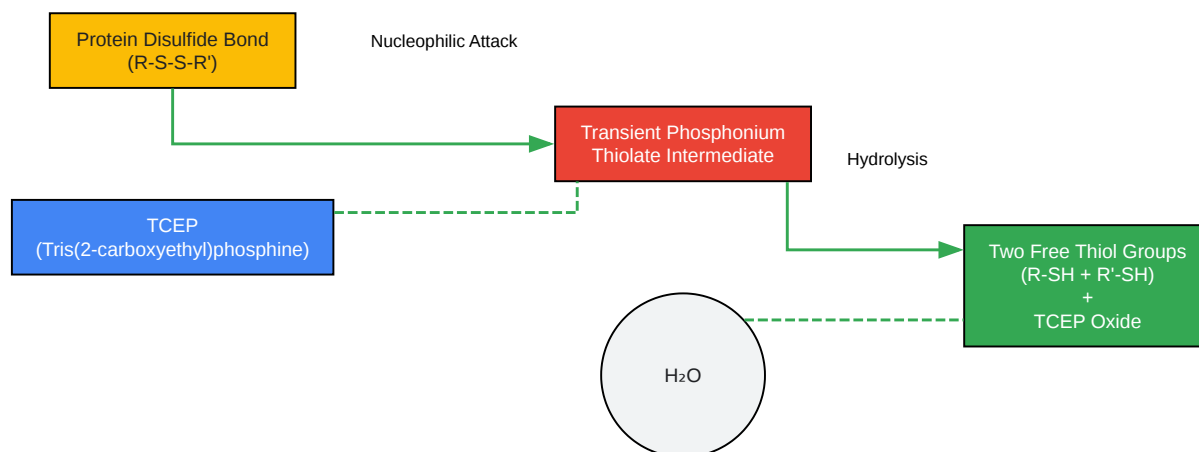 Protein Disulfide Bond
(R-S-S-R')
Nucleophilic Attack
Transient Phosphonium
Thiolate Intermediate
Hydrolysis
TCEP
(Tris(2-carboxyethyl)phosphine)
Two Free Thiol Groups
(R-SH + R'-SH)
+
TCEP Oxide
H₂O